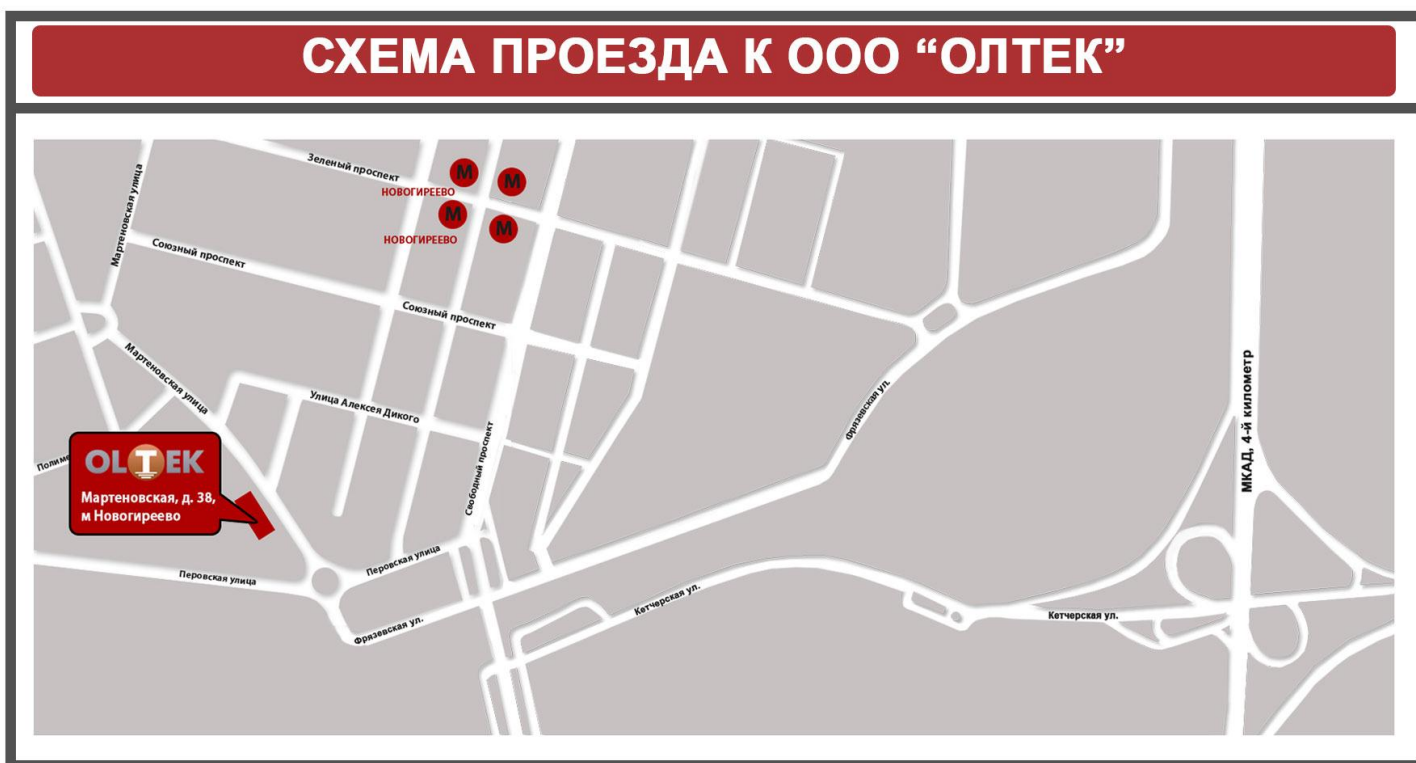 СХЕМА ПРОЕЗДА К ООО “ОЛТЕК”
Зеленый проспект
М
М
НОВОГИРЕЕВО
М
М
НОВОГИРЕЕВО
Мартеновская улица
Союзный проспект
Союзный проспект
Мартеновская улица
Улица Алексея Дикого
Фрязевская ул.
МКАД, 4-й километр
Свободный проспект
Полиме
OLTEK
Мартеновская, д. 38,
м Новогиреево
Перовская улица
Перовская улица
Фрязевская ул.
Кетчерская ул.
Кетчерская ул.